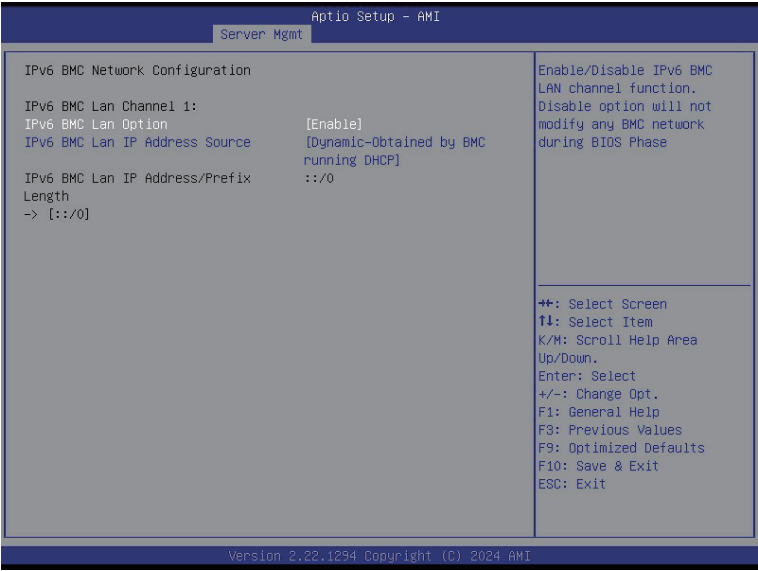 Aptio Setup – AMI
Server Mgmt
IPv6 BMC Network Configuration
IPv6 BMC Lan Channel 1:
IPv6 BMC Lan Option [Enable]
IPv6 BMC Lan IP Address Source [Dynamic-Obtained by BMC
running DHCP]
IPv6 BMC Lan IP Address/Prefix ::/0
Length
-> [::/0]
Enable/Disable IPv6 BMC
LAN channel function.
Disable option will not
modify any BMC network
during BIOS Phase
→←: Select Screen
↑↓: Select Item
K/M: Scroll Help Area
Up/Down.
Enter: Select
+/-: Change Opt.
F1: General Help
F3: Previous Values
F9: Optimized Defaults
F10: Save & Exit
ESC: Exit
Version 2.22.1294 Copyright (C) 2024 AMI